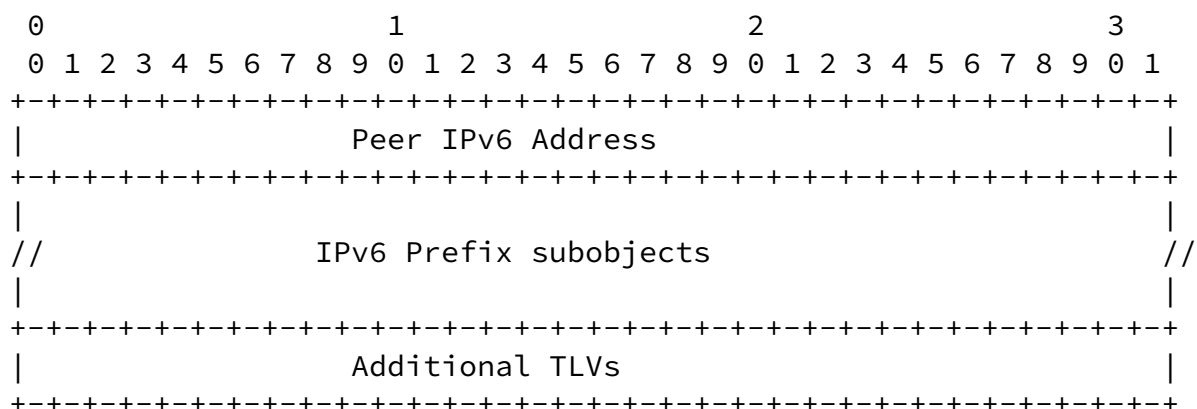 0                   1                   2                   3
 0 1 2 3 4 5 6 7 8 9 0 1 2 3 4 5 6 7 8 9 0 1 2 3 4 5 6 7 8 9 0 1
+-+-+-+-+-+-+-+-+-+-+-+-+-+-+-+-+-+-+-+-+-+-+-+-+-+-+-+-+-+-+-+-+
|                  Peer IPv6 Address                            |
+-+-+-+-+-+-+-+-+-+-+-+-+-+-+-+-+-+-+-+-+-+-+-+-+-+-+-+-+-+-+-+-+
|                                                               |
//               IPv6 Prefix subobjects                         //
|                                                               |
+-+-+-+-+-+-+-+-+-+-+-+-+-+-+-+-+-+-+-+-+-+-+-+-+-+-+-+-+-+-+-+-+
|                  Additional TLVs                              |
+-+-+-+-+-+-+-+-+-+-+-+-+-+-+-+-+-+-+-+-+-+-+-+-+-+-+-+-+-+-+-+-+